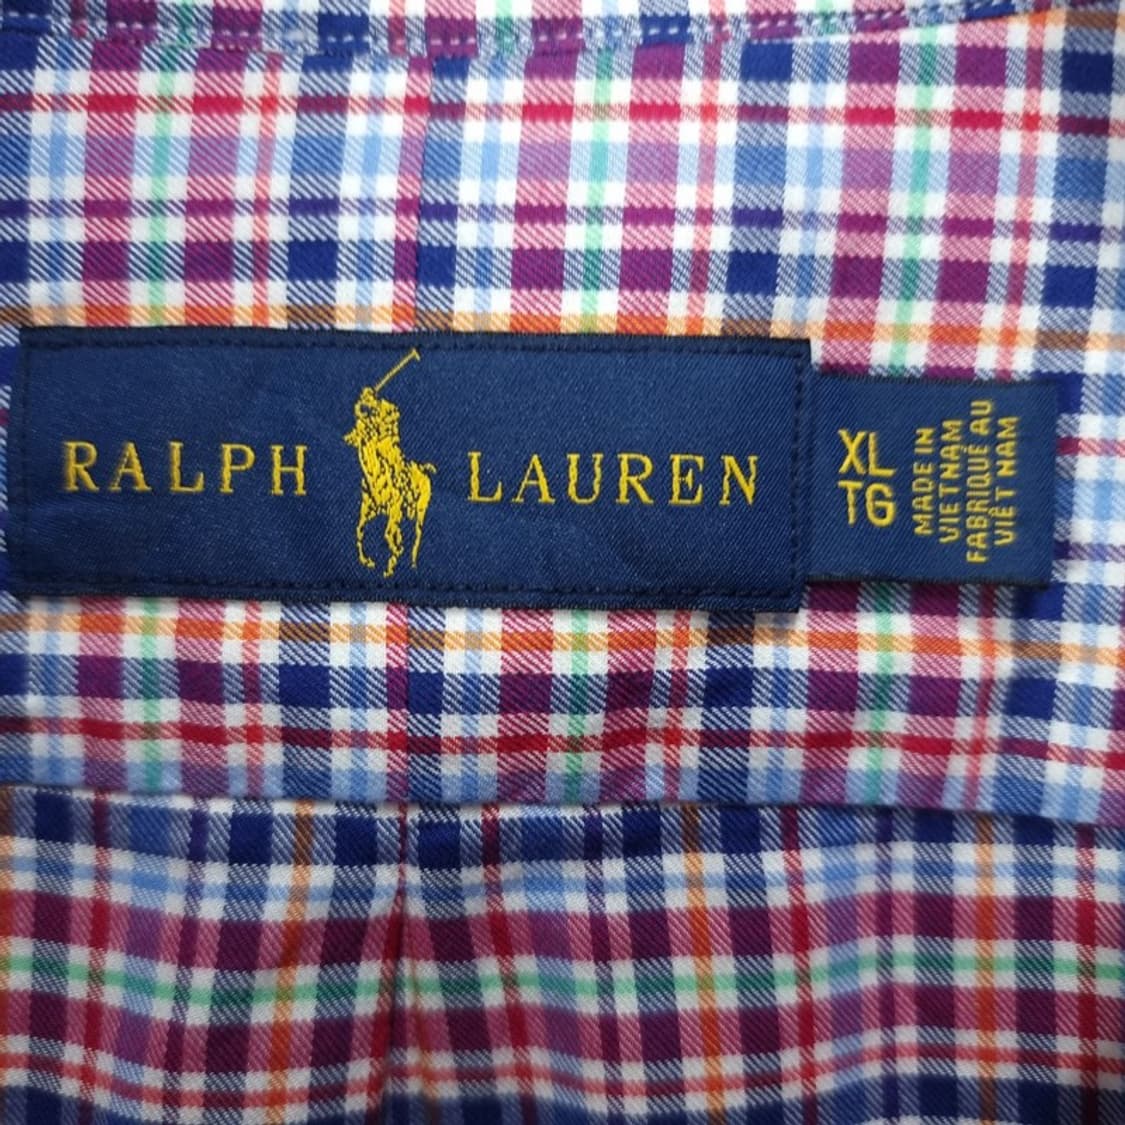 RALPH LAUREN
XL
TG
MADE IN
VIETNAM
FABRIQUÉ AU
VIÊT NAM